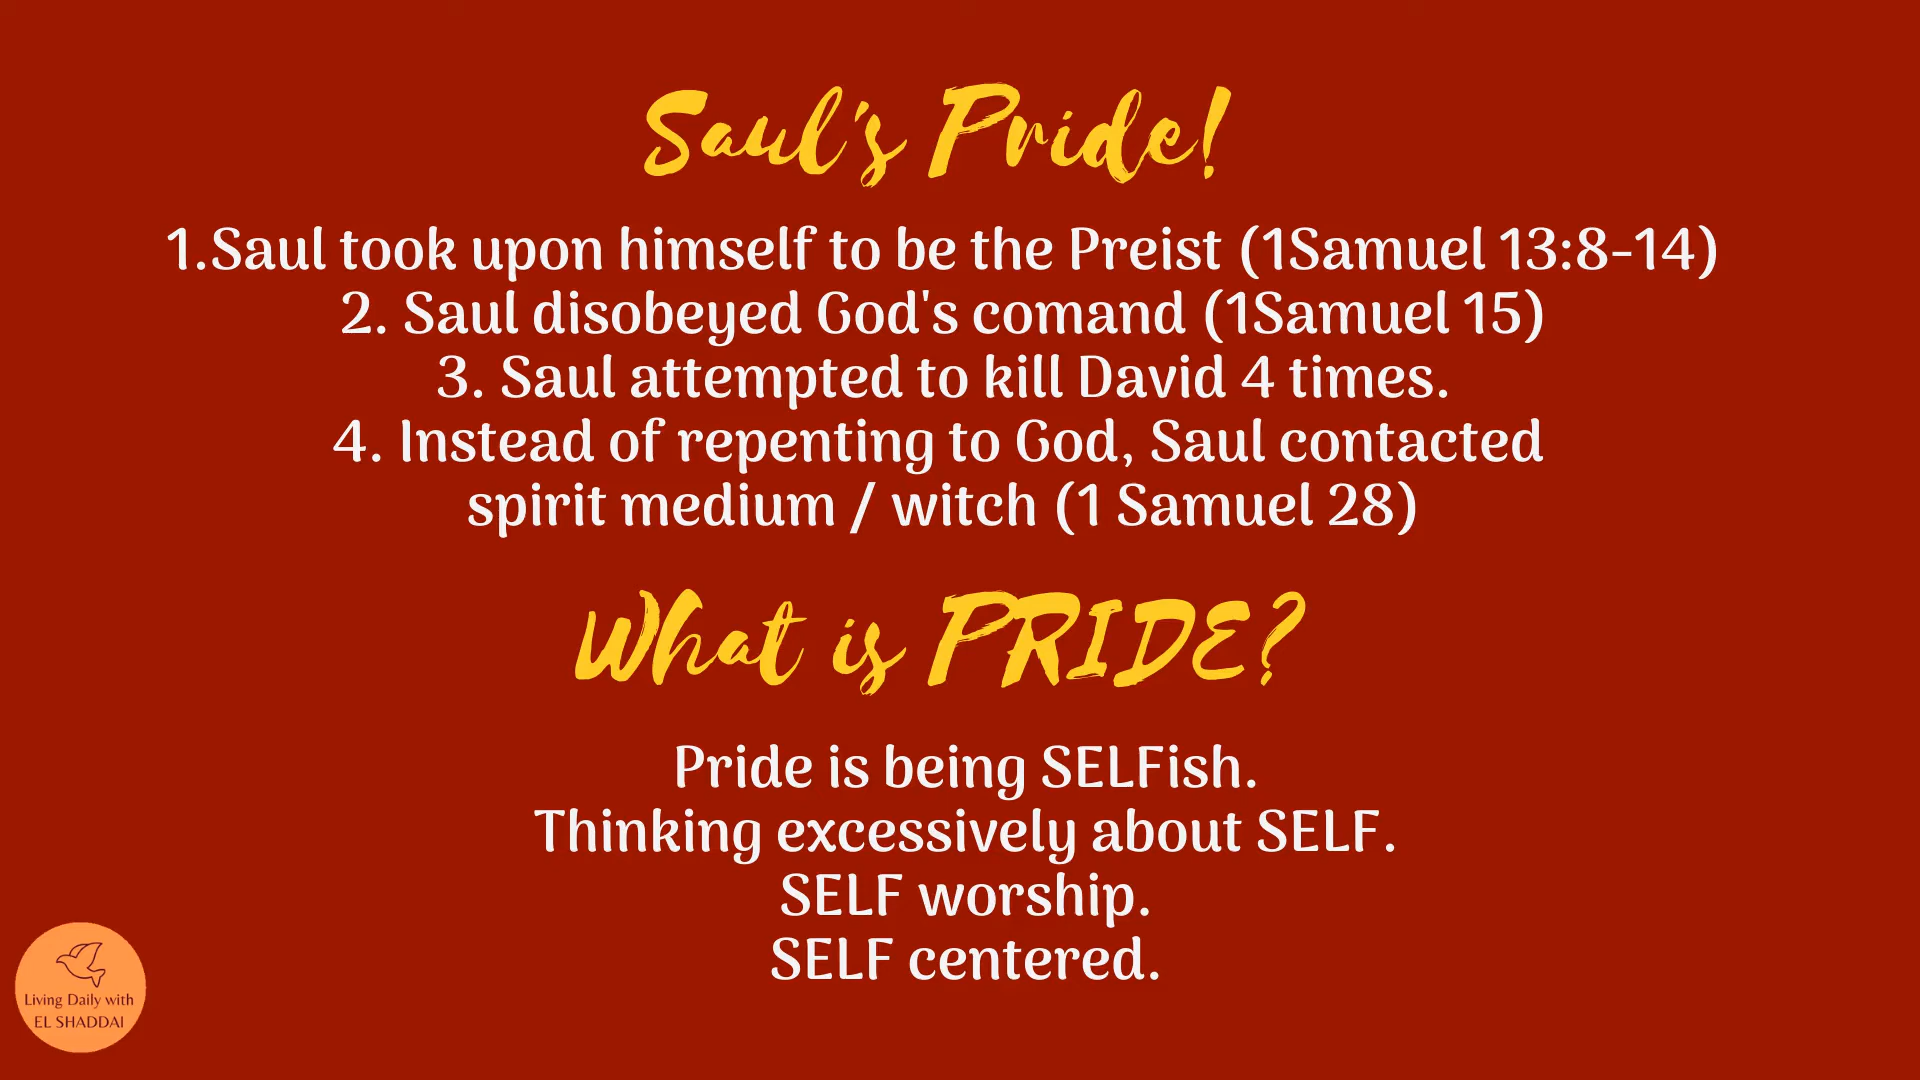 Saul's Pride!
1.Saul took upon himself to be the Preist (1Samuel 13:8-14)
2. Saul disobeyed God's comand (1Samuel 15)
3. Saul attempted to kill David 4 times.
4. Instead of repenting to God, Saul contacted
spirit medium / witch (1 Samuel 28)
What is PRIDE?
Pride is being SELFish.
Thinking excessively about SELF.
SELF worship.
SELF centered.
Living Daily with
EL SHADDAI